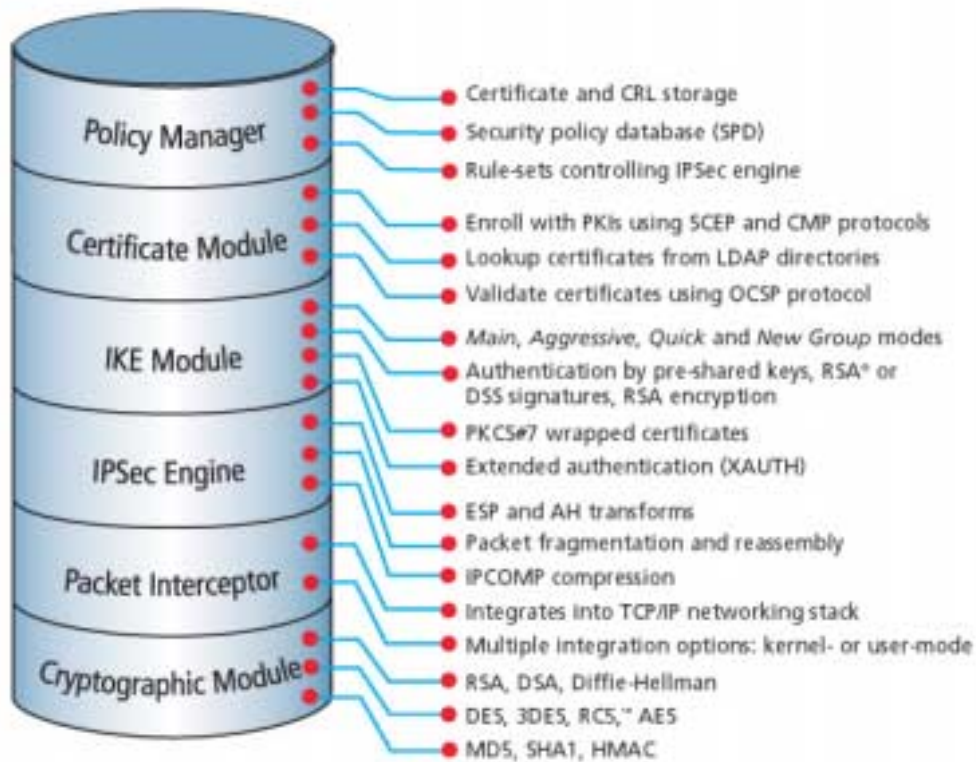 Policy Manager
Certificate and CRL storage
Security policy database (SPD)
Rule-sets controlling IPSec engine
Certificate Module
Enroll with PKIs using SCEP and CMP protocols
Lookup certificates from LDAP directories
Validate certificates using OCSP protocol
IKE Module
Main, Aggressive, Quick and New Group modes
Authentication by pre-shared keys, RSA® or
DSS signatures, RSA encryption
PKCS#7 wrapped certificates
Extended authentication (XAUTH)
IPSec Engine
ESP and AH transforms
Packet fragmentation and reassembly
IPCOMP compression
Packet Interceptor
Integrates into TCP/IP networking stack
Multiple integration options: kernel- or user-mode
Cryptographic Module
RSA, DSA, Diffie-Hellman
DES, 3DES, RC5,™ AES
MD5, SHA1, HMAC